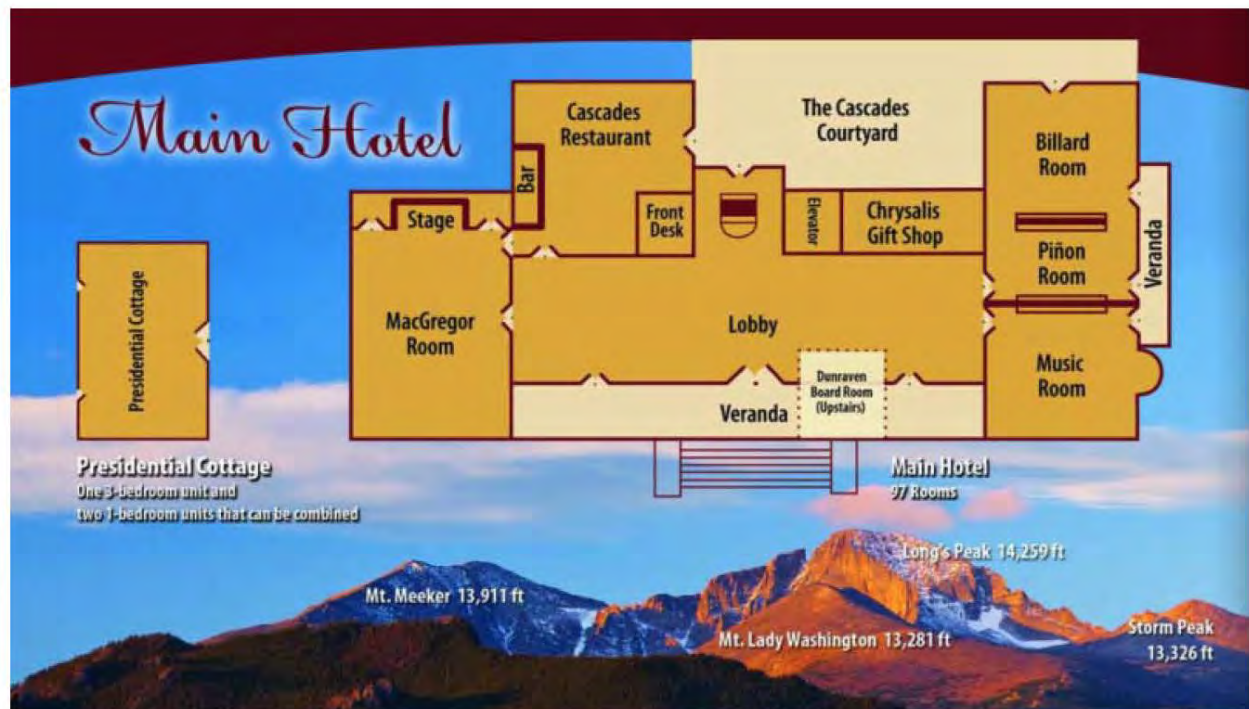 Main Hotel
Cascades
Restaurant
The Cascades
Courtyard
Billard
Room
Bar
Stage
Front
Desk
Elevator
Chrysalis
Gift Shop
Piñon
Room
Veranda
Presidential Cottage
MacGregor
Room
Lobby
Music
Room
Dunraven
Board Room
(Upstairs)
Veranda
Presidential Cottage
One 3-bedroom unit and
two 1-bedroom units that can be combined
Main Hotel
97 Rooms
Long's Peak 14,259 ft
Mt. Meeker 13,911 ft
Mt. Lady Washington 13,281 ft
Storm Peak
13,326 ft